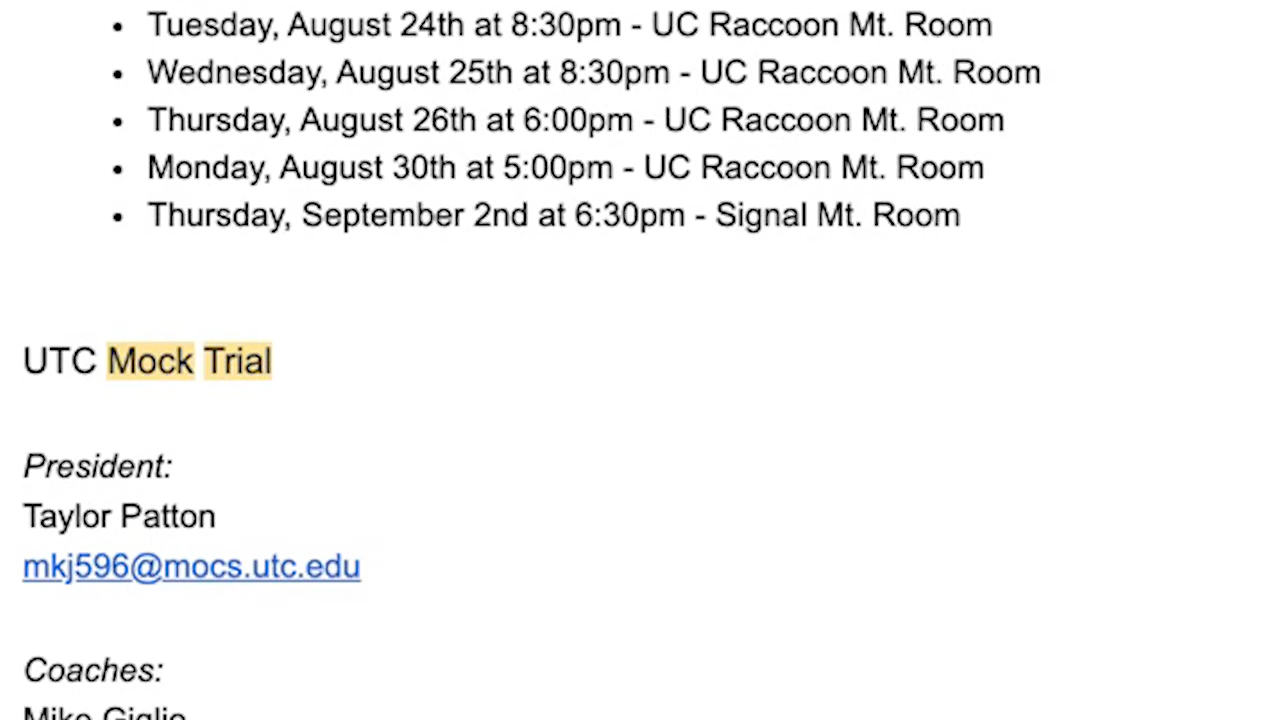 • Tuesday, August 24th at 8:30pm - UC Raccoon Mt. Room
• Wednesday, August 25th at 8:30pm - UC Raccoon Mt. Room
• Thursday, August 26th at 6:00pm - UC Raccoon Mt. Room
• Monday, August 30th at 5:00pm - UC Raccoon Mt. Room
• Thursday, September 2nd at 6:30pm - Signal Mt. Room
UTC Mock Trial
President:
Taylor Patton
mkj596@mocs.utc.edu
Coaches:
Mike Giglio